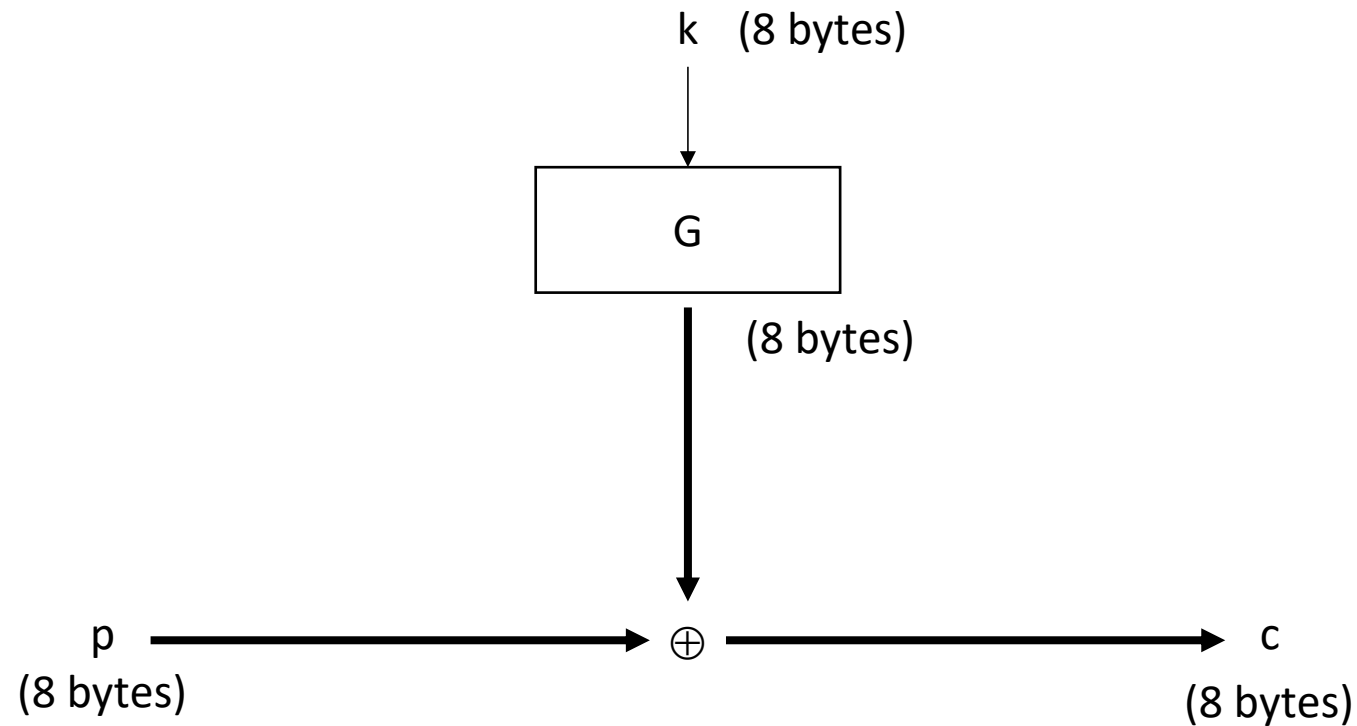 k (8 bytes)
G
(8 bytes)
p ⊕ c
(8 bytes) (8 bytes)